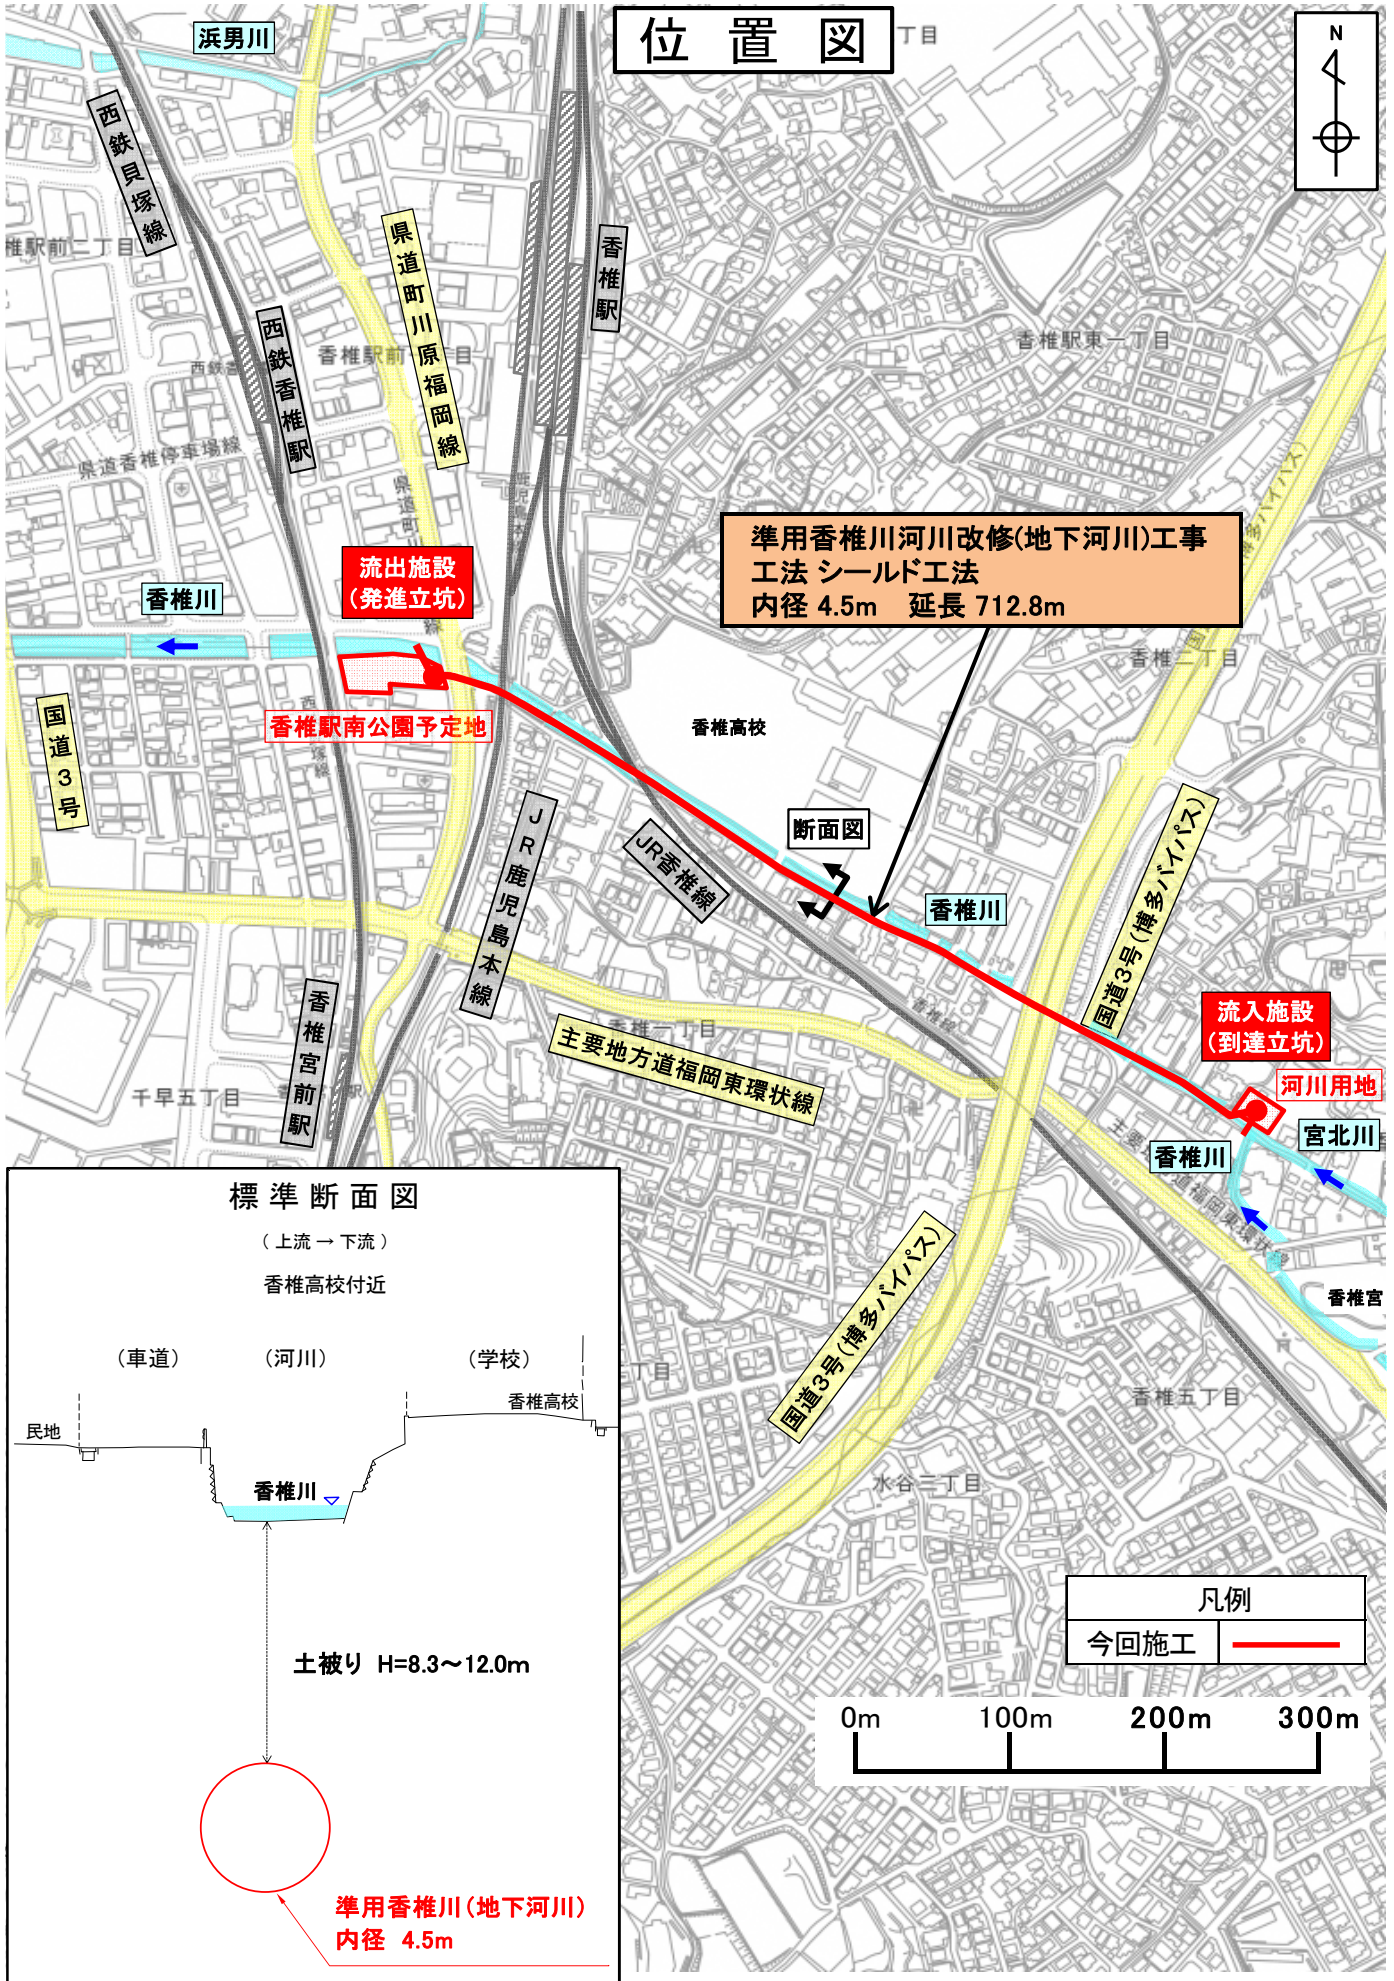 位置図
丁目
N
浜男川
西鉄貝塚線
椎駅前二丁目
県道町川原福岡線
香椎駅
西鉄香椎駅
香椎駅前一丁目
香椎駅東一丁目
県道香椎停車場線
準用香椎川河川改修(地下河川)工事
工法 シールド工法
内径 4.5m 延長 712.8m
流出施設
(発進立坑)
香椎川
香椎二丁目
国道3号
香椎駅南公園予定地
香椎高校
JR鹿児島本線
JR香椎線
断面図
香椎川
国道3号(博多バイパス)
香椎宮前駅
香椎一丁目
主要地方道福岡東環状線
流入施設
(到達立坑)
河川用地
宮北川
香椎川
千早五丁目
香椎宮
国道3号(博多バイパス)
丁目
香椎五丁目
水谷二丁目
標準断面図
(上流→下流)
香椎高校付近
(車道)
(河川)
(学校)
香椎高校
民地
香椎川
土被り H=8.3~12.0m
準用香椎川(地下河川)
内径 4.5m
凡例
今回施工
0m 100m 200m 300m